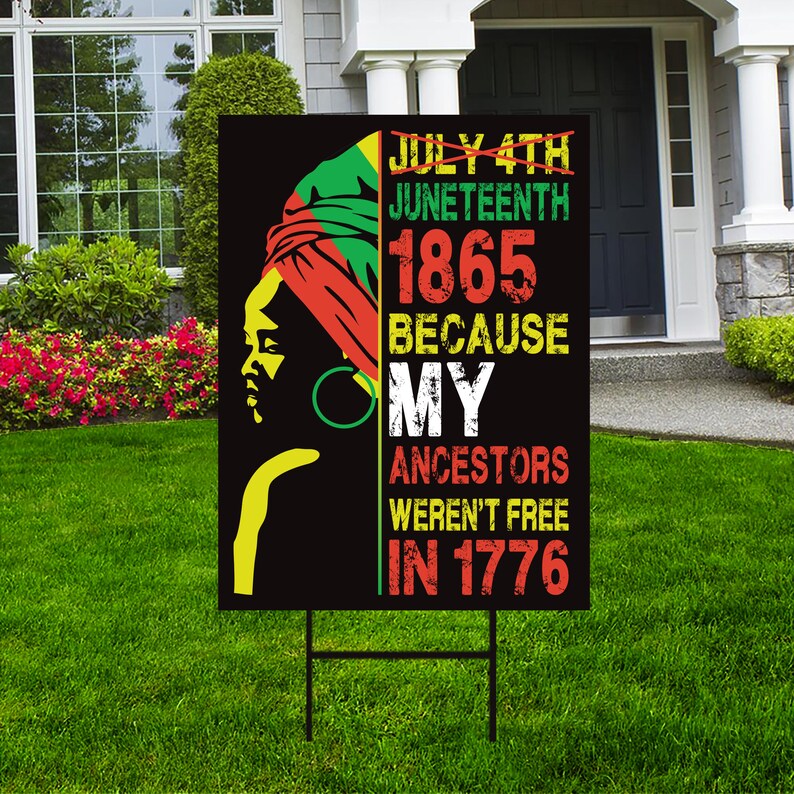 JULY 4TH
JUNETEENTH
1865
BECAUSE
MY
ANCESTORS
WEREN'T FREE
IN 1776